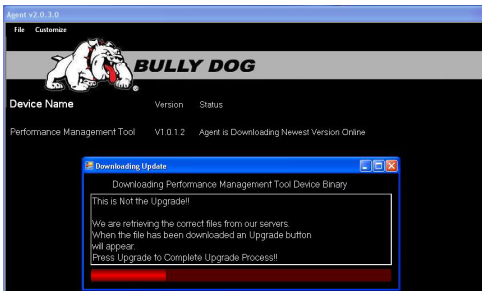 Agent v2.0.3.0
File Customize
BULLY DOG
Device Name Version Status
Performance Management Tool V1.0.1.2 Agent is Downloading Newest Version Online
Downloading Update
Downloading Performance Management Tool Device Binary
This is Not the Upgrade!!
We are retrieving the correct files from our servers.
When the file has been downloaded an Upgrade button
will appear.
Press Upgrade to Complete Upgrade Process!!